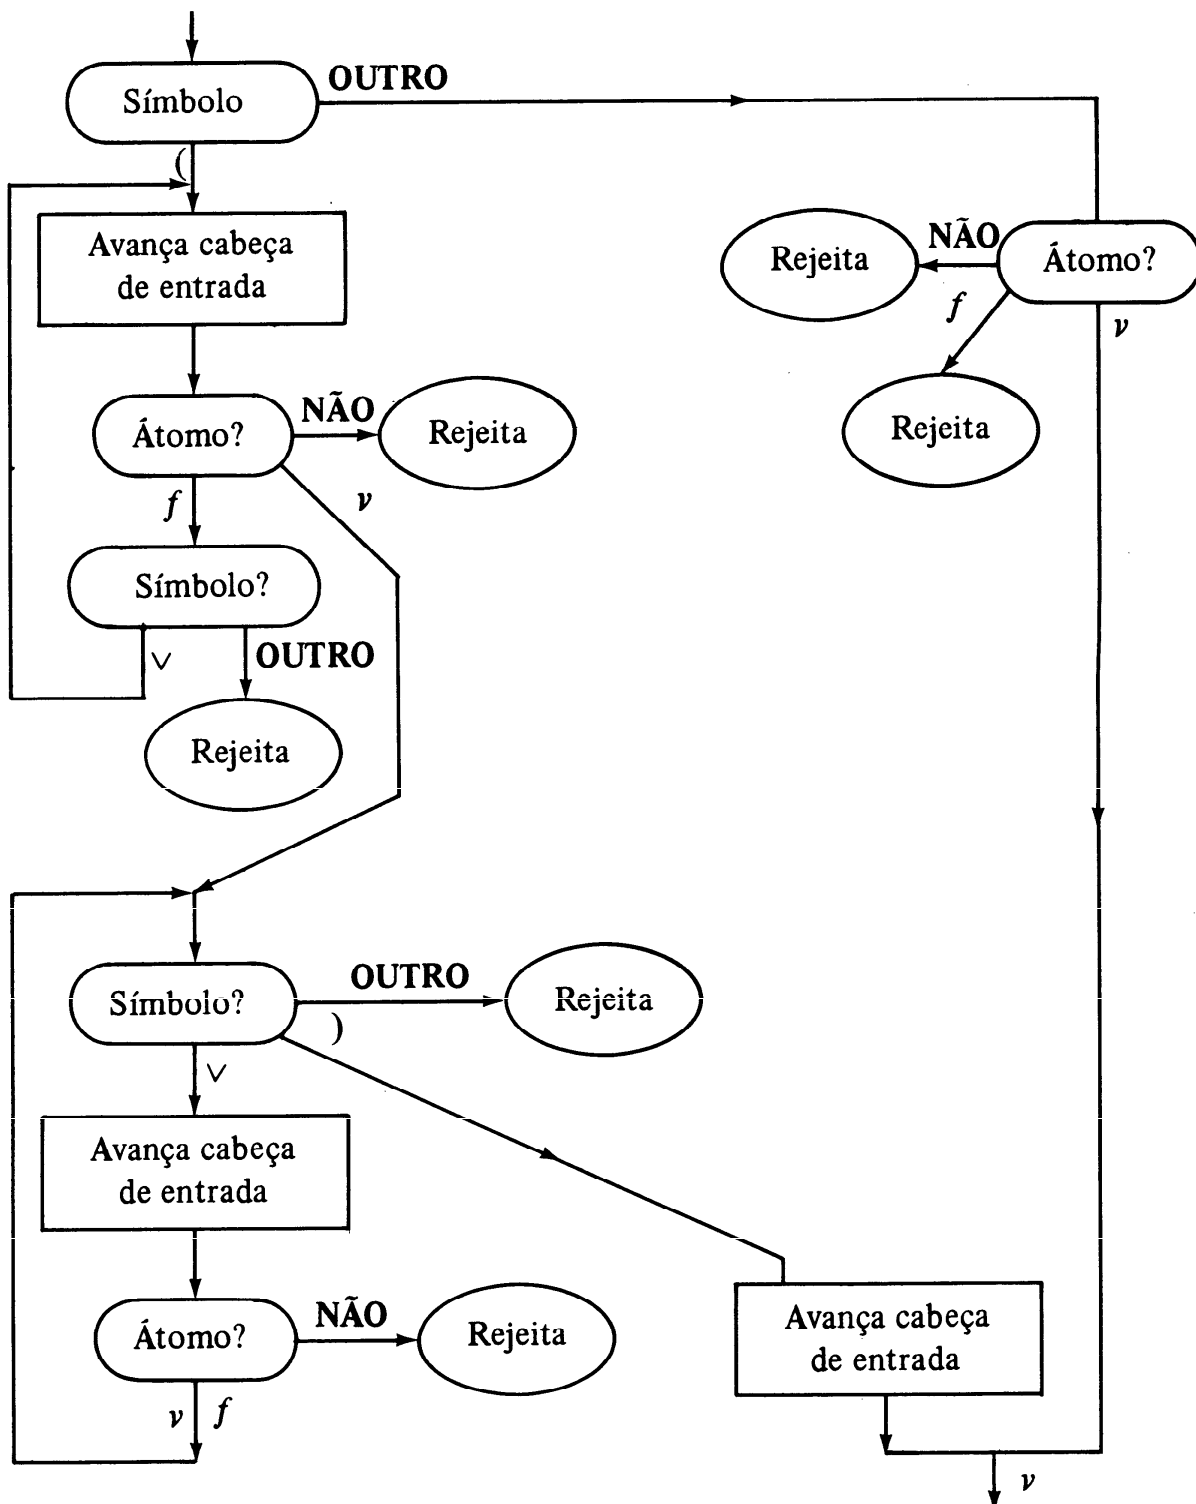 Símbolo
OUTRO
(
Avança cabeça
de entrada
Rejeita
NÃO
Átomo?
f
v
Rejeita
Átomo?
NÃO
Rejeita
f
v
Símbolo?
∨
OUTRO
Rejeita
Símbolo?
OUTRO
Rejeita
)
∨
Avança cabeça
de entrada
Átomo?
NÃO
Rejeita
v f
Avança cabeça
de entrada
v